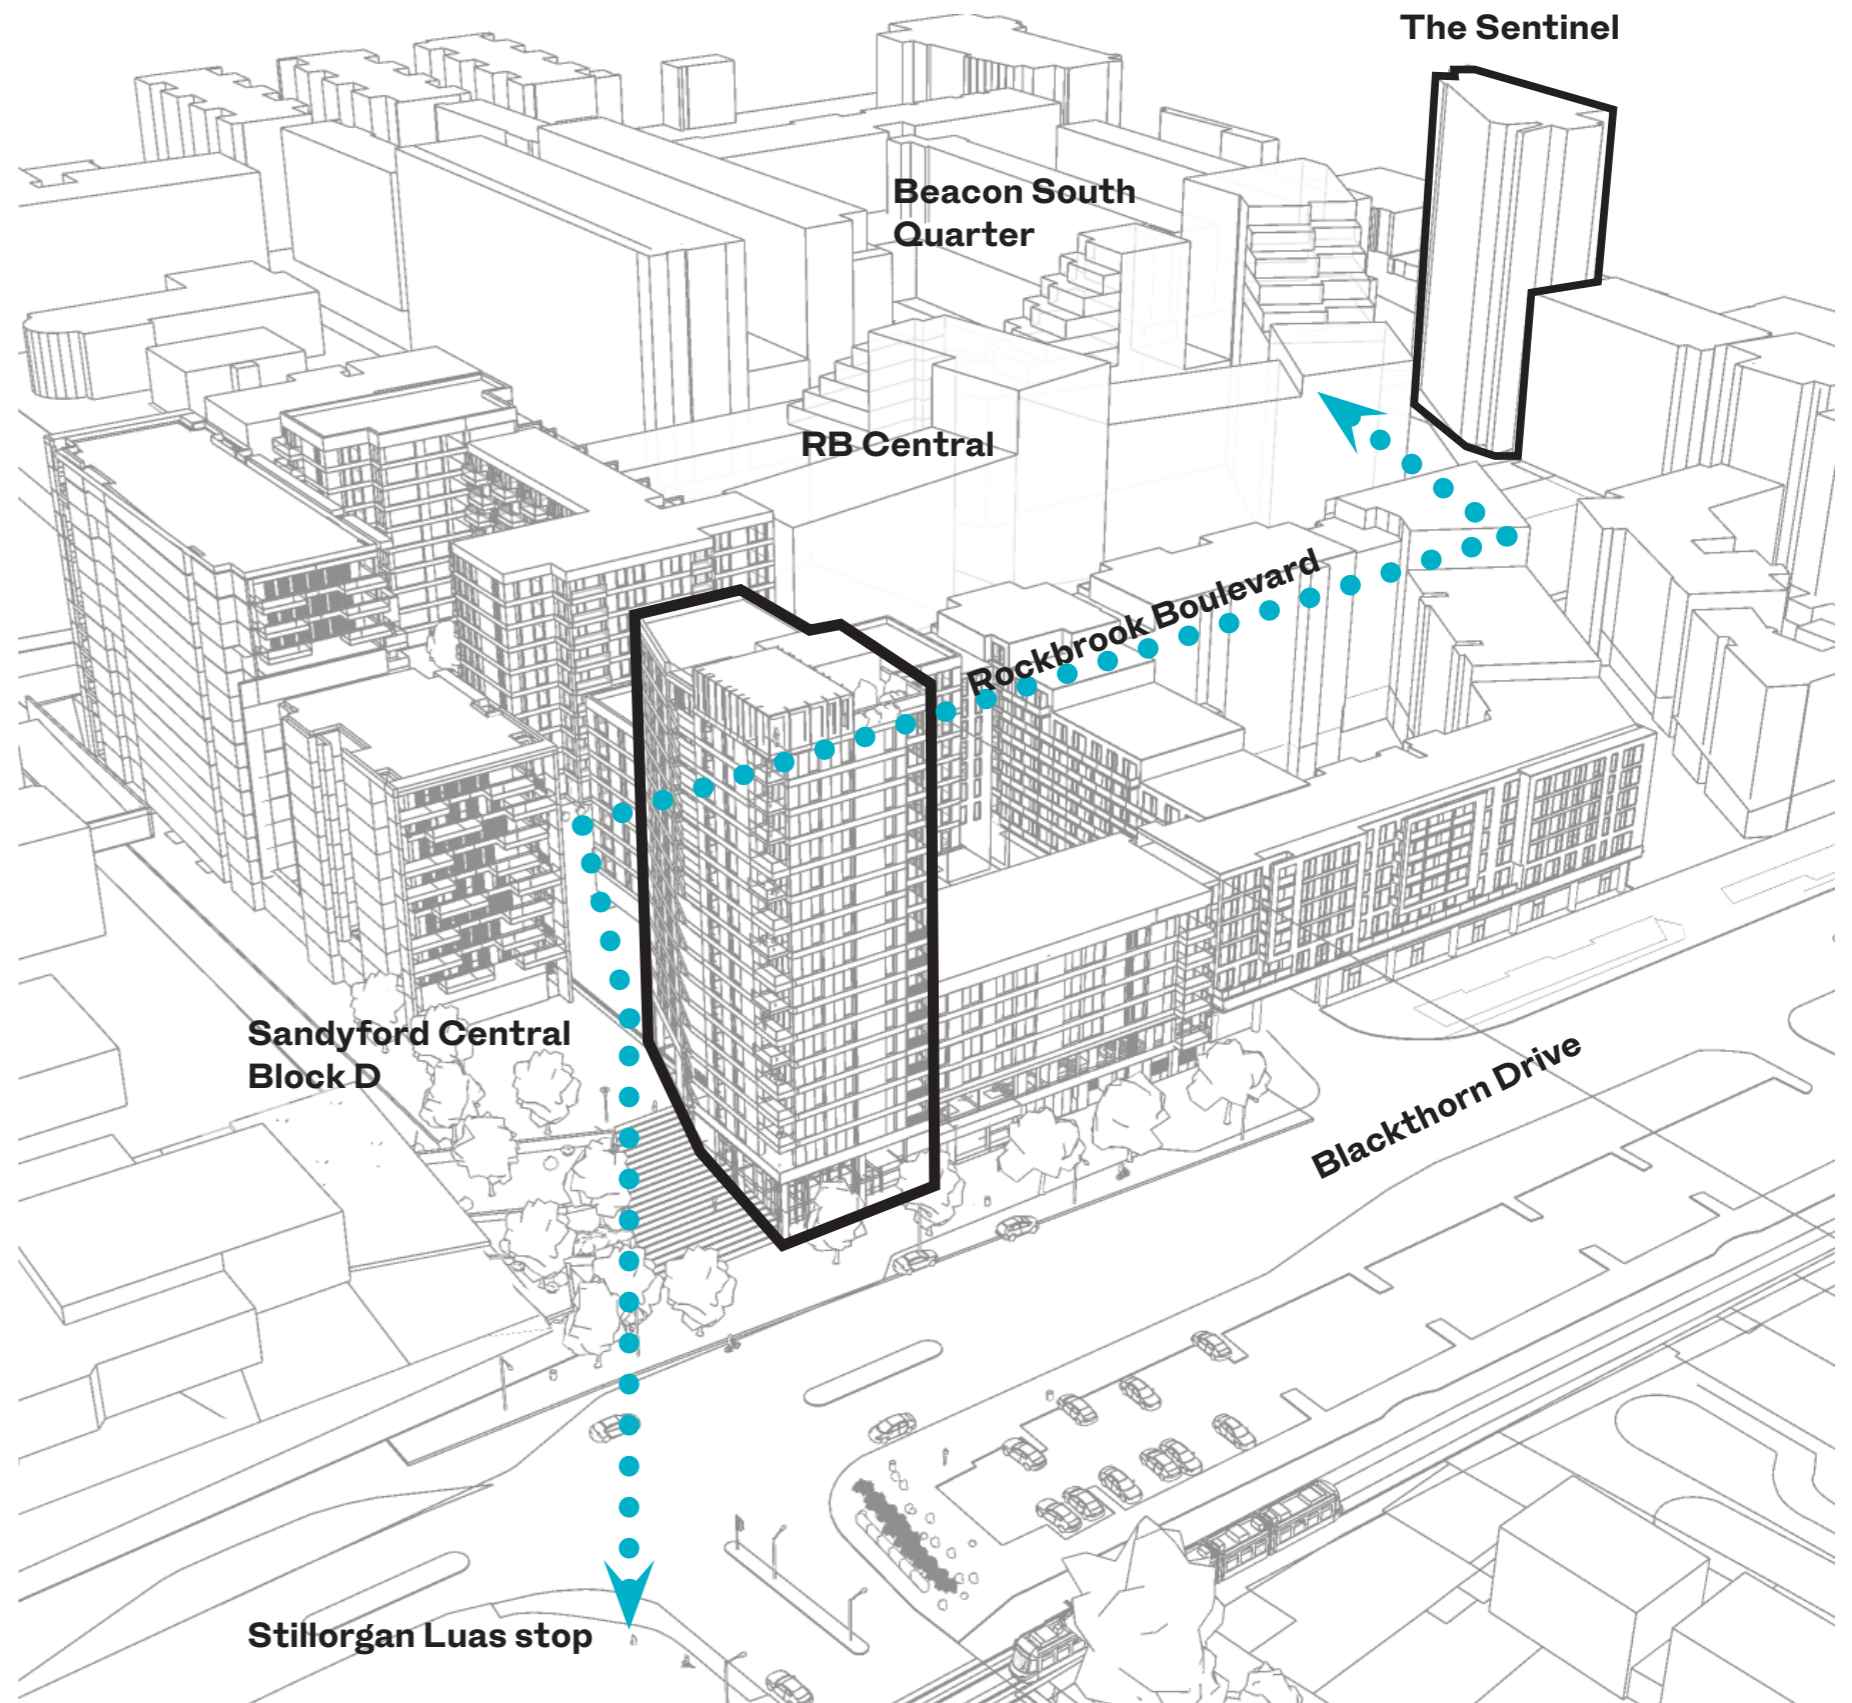 The Sentinel
Beacon South
Quarter
RB Central
Rockbrook Boulevard
Sandyford Central
Block D
Blackthorn Drive
Stillorgan Luas stop